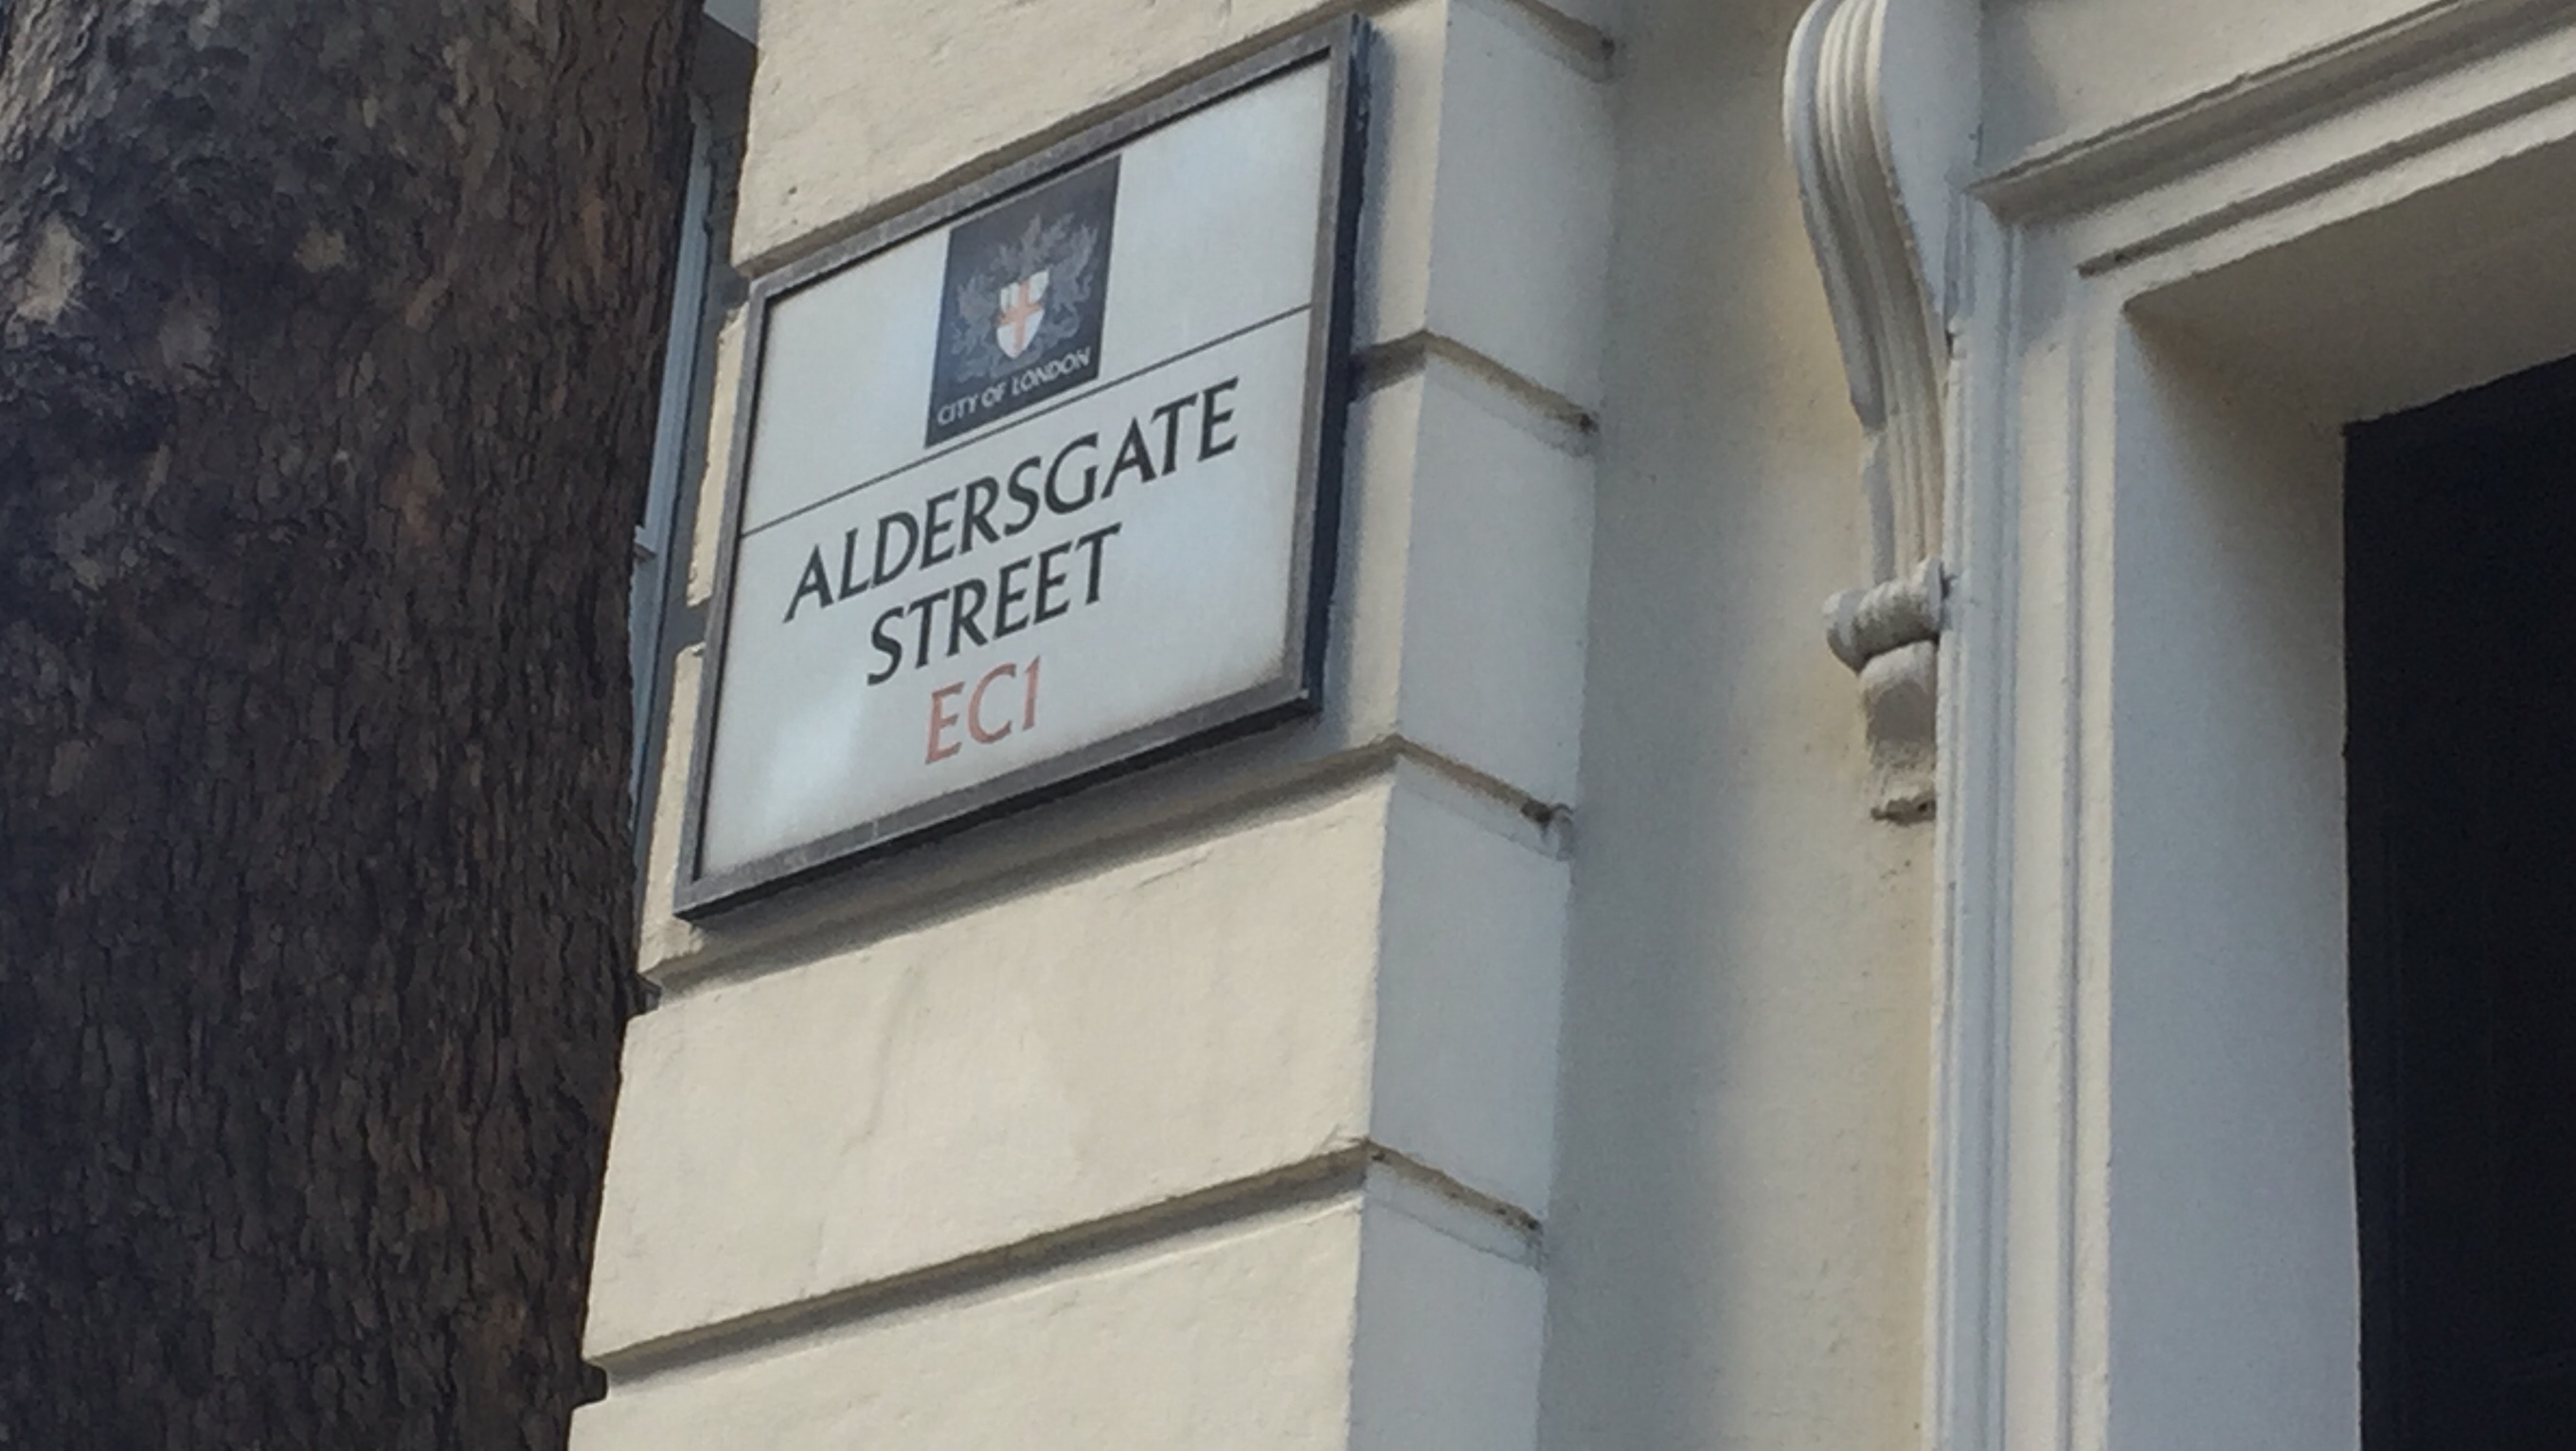 CITY OF LONDON
ALDERSGATE
STREET
EC1